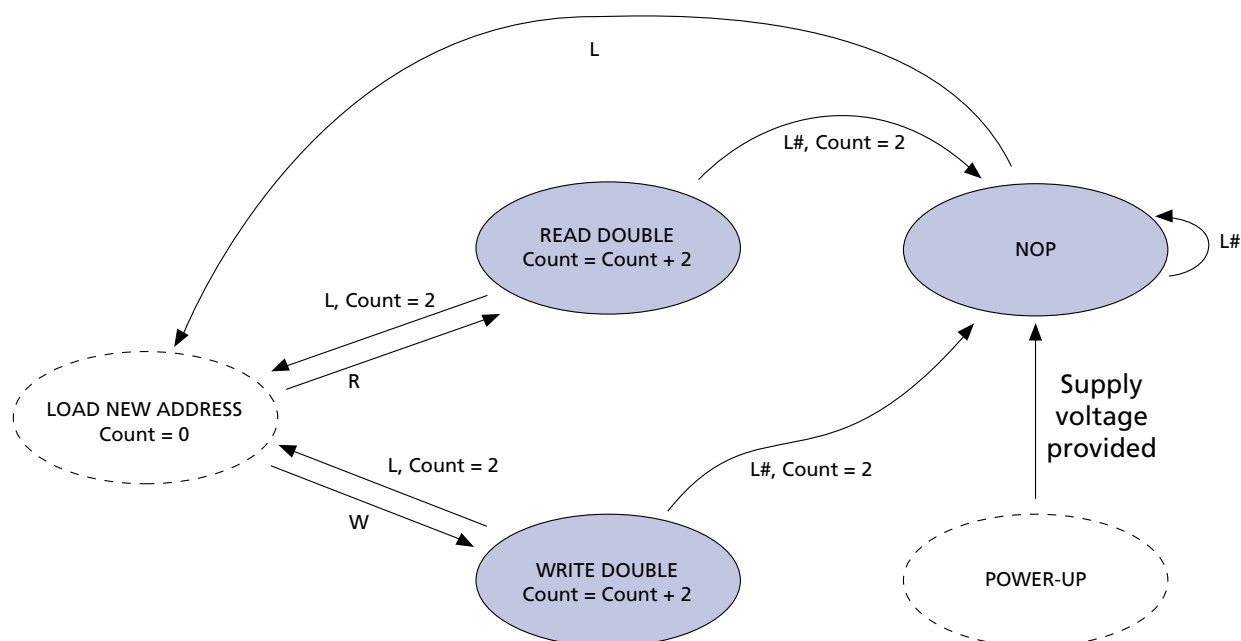 L
L#, Count = 2
READ DOUBLE
Count = Count + 2
NOP
L#
L, Count = 2
R
Supply
voltage
provided
LOAD NEW ADDRESS
Count = 0
L, Count = 2
L#, Count = 2
W
WRITE DOUBLE
Count = Count + 2
POWER-UP